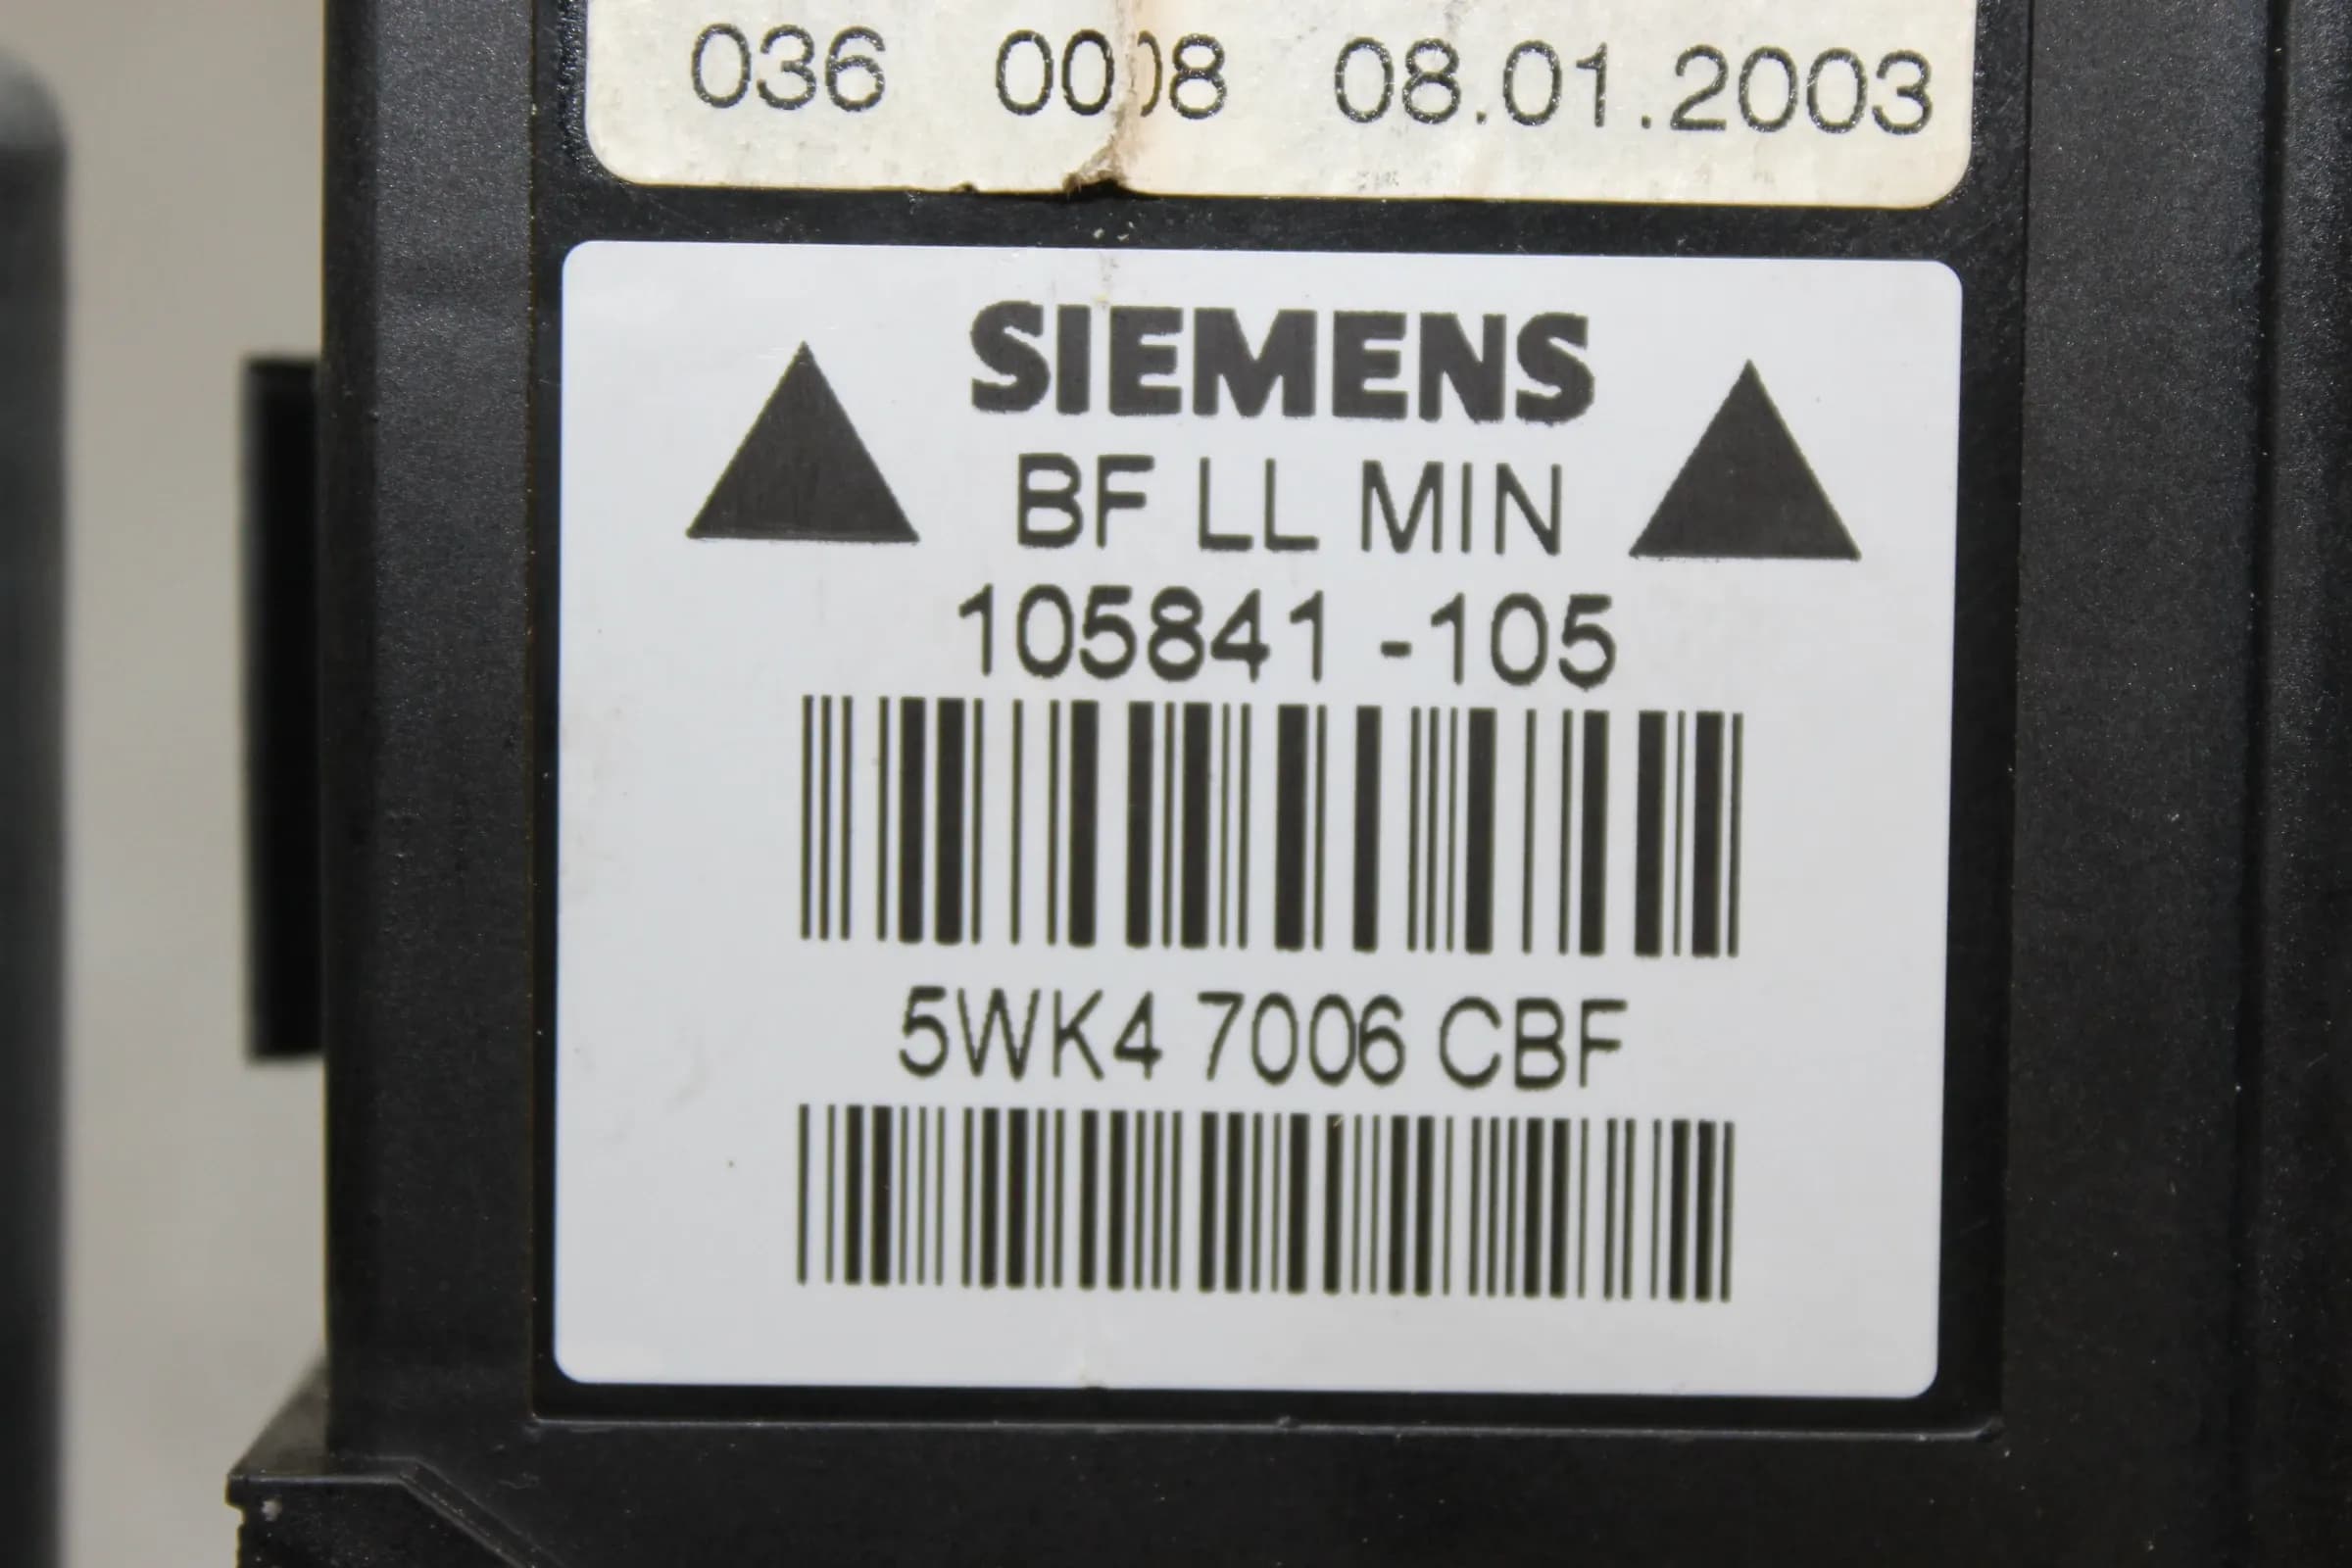 036 0008 08.01.2003
SIEMENS
BF LL MIN
105841 -105
5WK4 7006 CBF